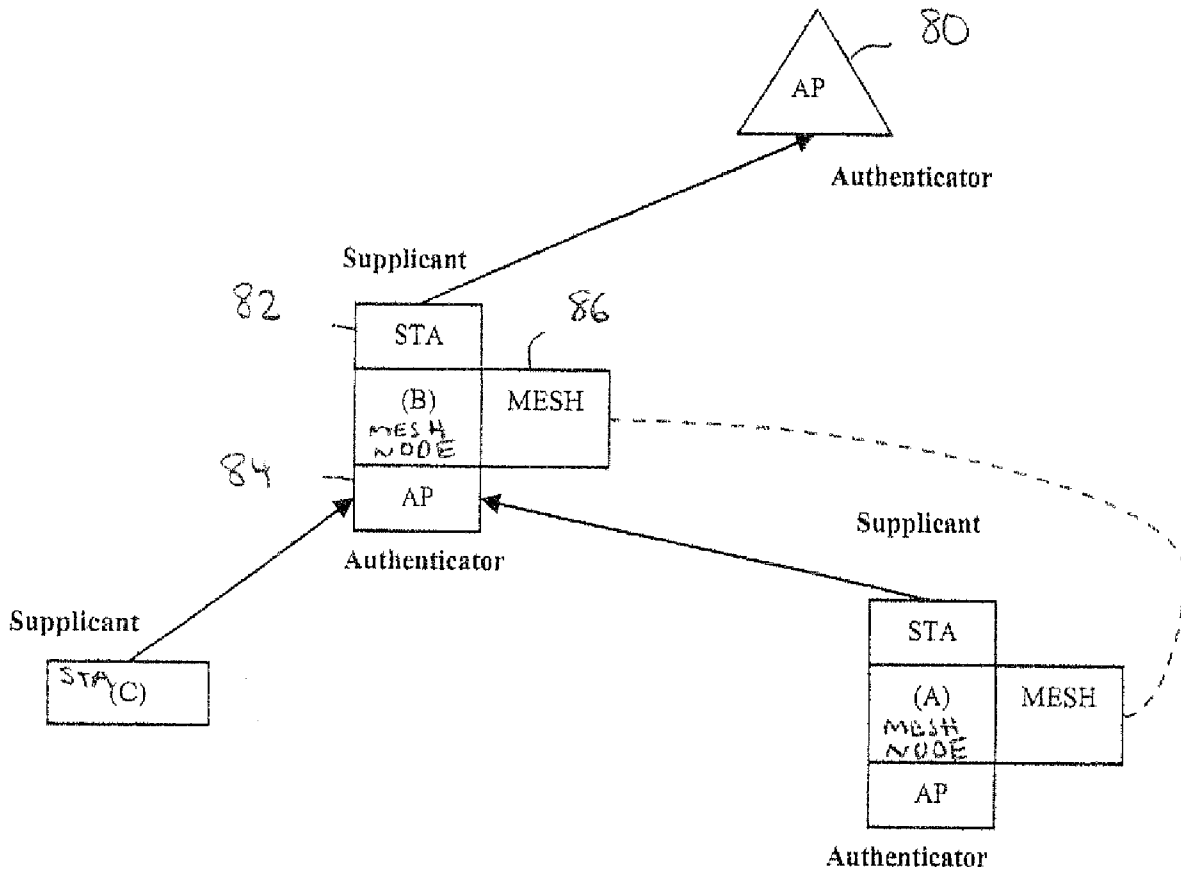 80
AP
Authenticator
Supplicant
82
86
STA
(B)
MESH
NODE
MESH
84
AP
Authenticator
Supplicant
Supplicant
STA (C)
STA
(A)
MESH
NODE
MESH
AP
Authenticator